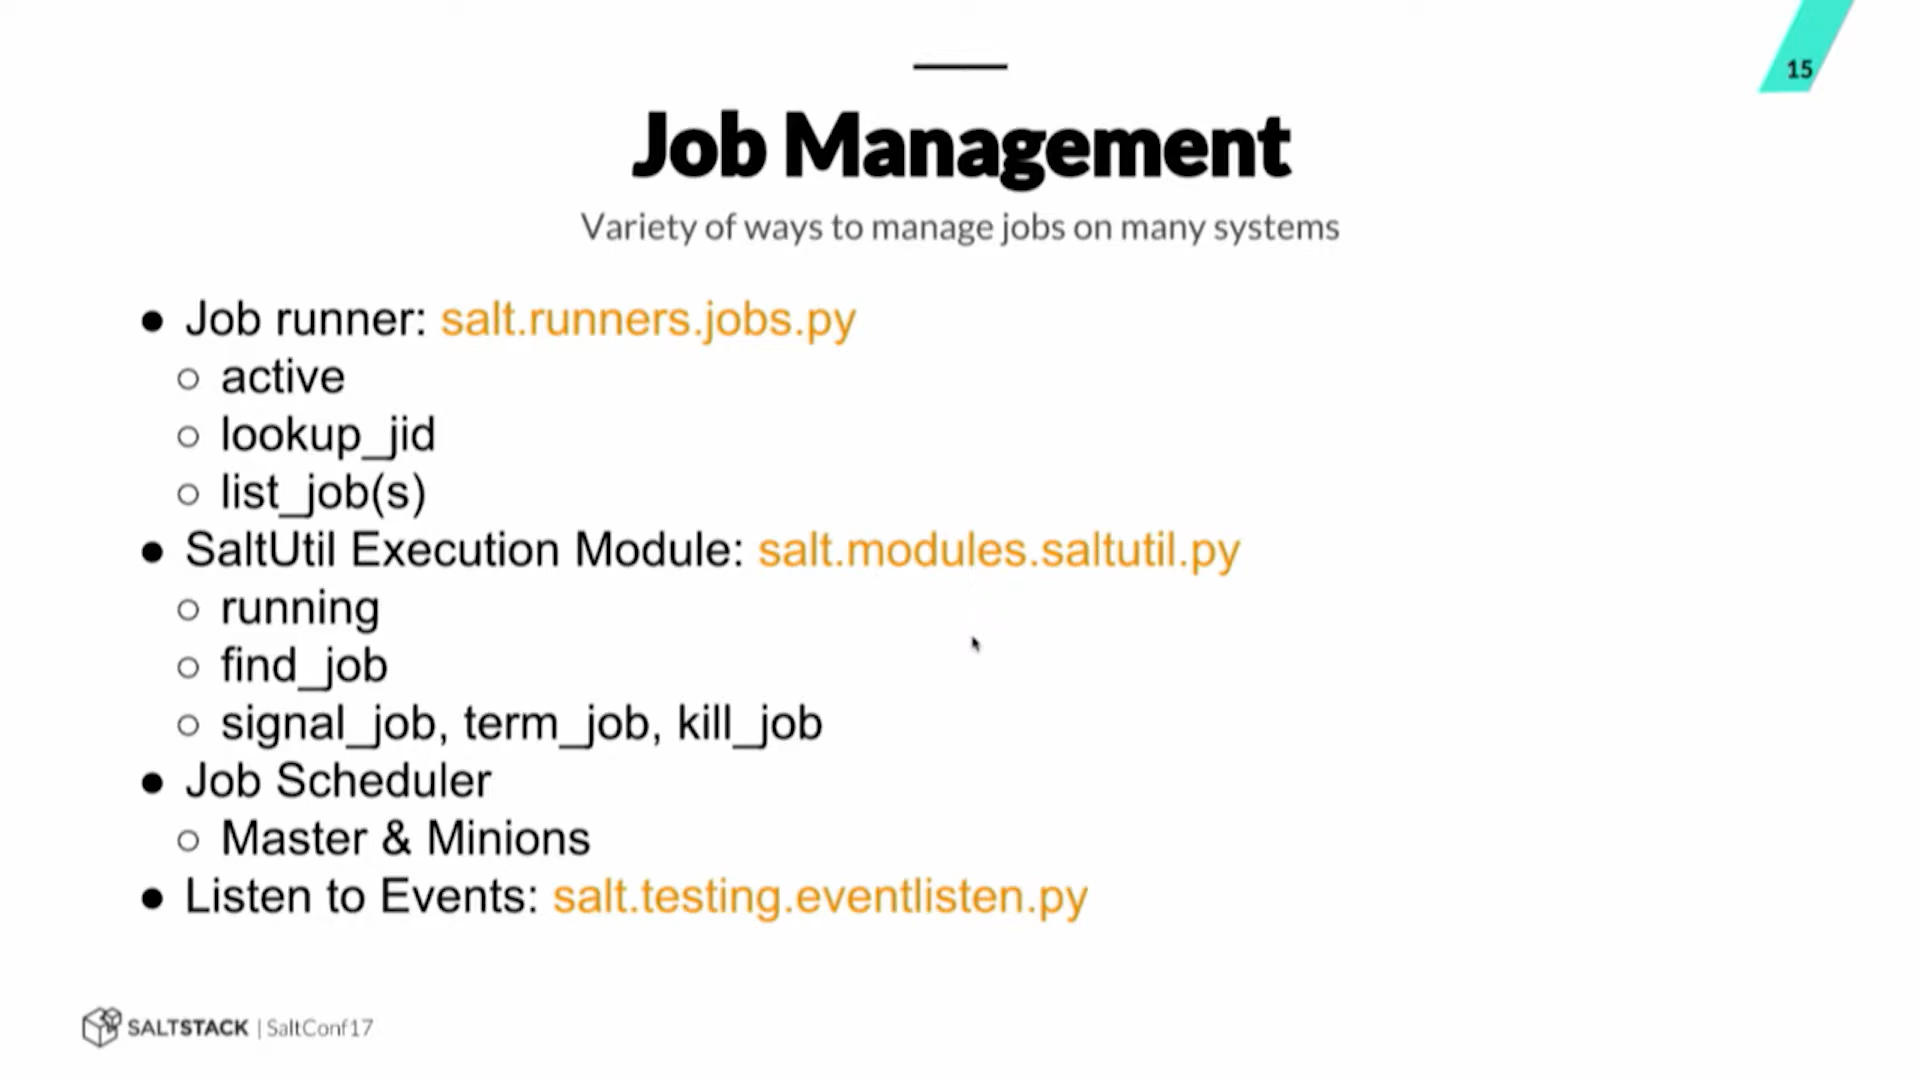 15
Job Management
Variety of ways to manage jobs on many systems
● Job runner: salt.runners.jobs.py
○ active
○ lookup_jid
○ list_job(s)
● SaltUtil Execution Module: salt.modules.saltutil.py
○ running
○ find_job
○ signal_job, term_job, kill_job
● Job Scheduler
○ Master & Minions
● Listen to Events: salt.testing.eventlisten.py
SALTSTACK | SaltConf17